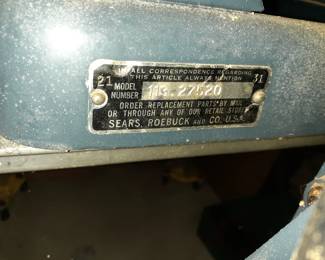 IN ALL CORRESPONDENCE REGARDING
THIS ARTICLE ALWAYS MENTION
21 MODEL NUMBER 113.27520 31
ORDER REPLACEMENT PARTS BY MAIL
OR THROUGH ANY OF OUR RETAIL STORES
SEARS, ROEBUCK AND CO. U.S.A.